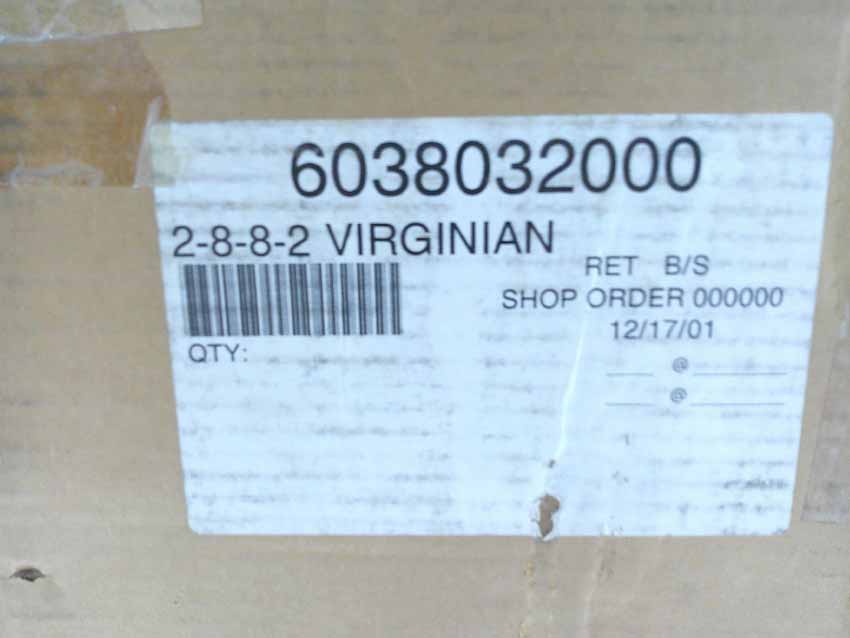 6038032000
2-8-8-2 VIRGINIAN
RET B/S
SHOP ORDER 000000
12/17/01
QTY:
@
@